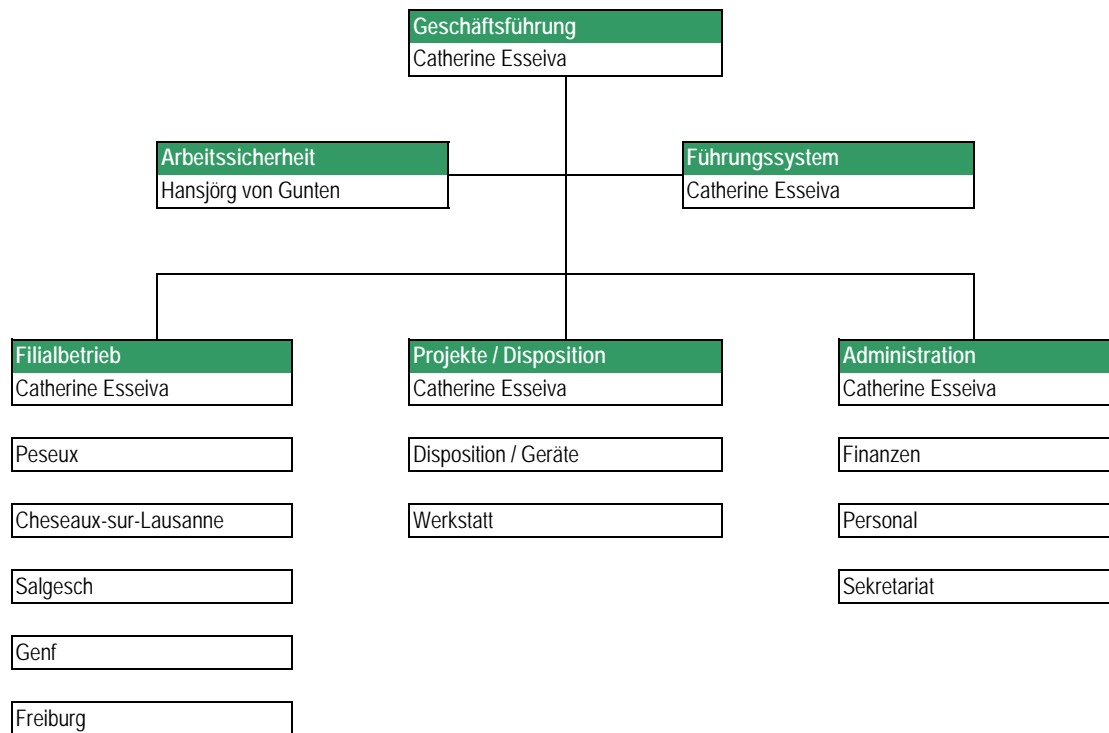 Geschäftsführung
Catherine Esseiva
Arbeitssicherheit
Hansjörg von Gunten
Führungssystem
Catherine Esseiva
Filialbetrieb
Catherine Esseiva
Peseux
Cheseaux-sur-Lausanne
Salgesch
Genf
Freiburg
Projekte / Disposition
Catherine Esseiva
Disposition / Geräte
Werkstatt
Administration
Catherine Esseiva
Finanzen
Personal
Sekretariat